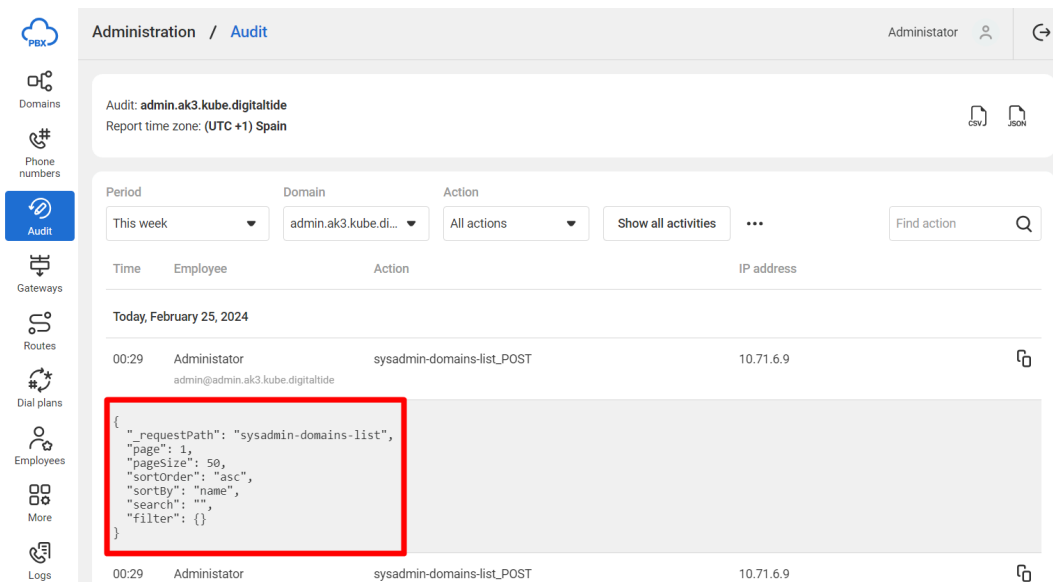 PBX
Administration / Audit
Administator
Domains
Phone
numbers
Audit
Gateways
Routes
Dial plans
Employees
More
Logs
Audit: admin.ak3.kube.digitaltide
Report time zone: (UTC +1) Spain
CSV
JSON
Period
Domain
Action
This week
admin.ak3.kube.di...
All actions
Show all activities
Find action
Time
Employee
Action
IP address
Today, February 25, 2024
00:29 Administator sysadmin-domains-list_POST 10.71.6.9
admin@admin.ak3.kube.digitaltide
{
"_requestPath": "sysadmin-domains-list",
"page": 1,
"pageSize": 50,
"sortOrder": "asc",
"sortBy": "name",
"search": "",
"filter": {}
}
00:29 Administator sysadmin-domains-list_POST 10.71.6.9